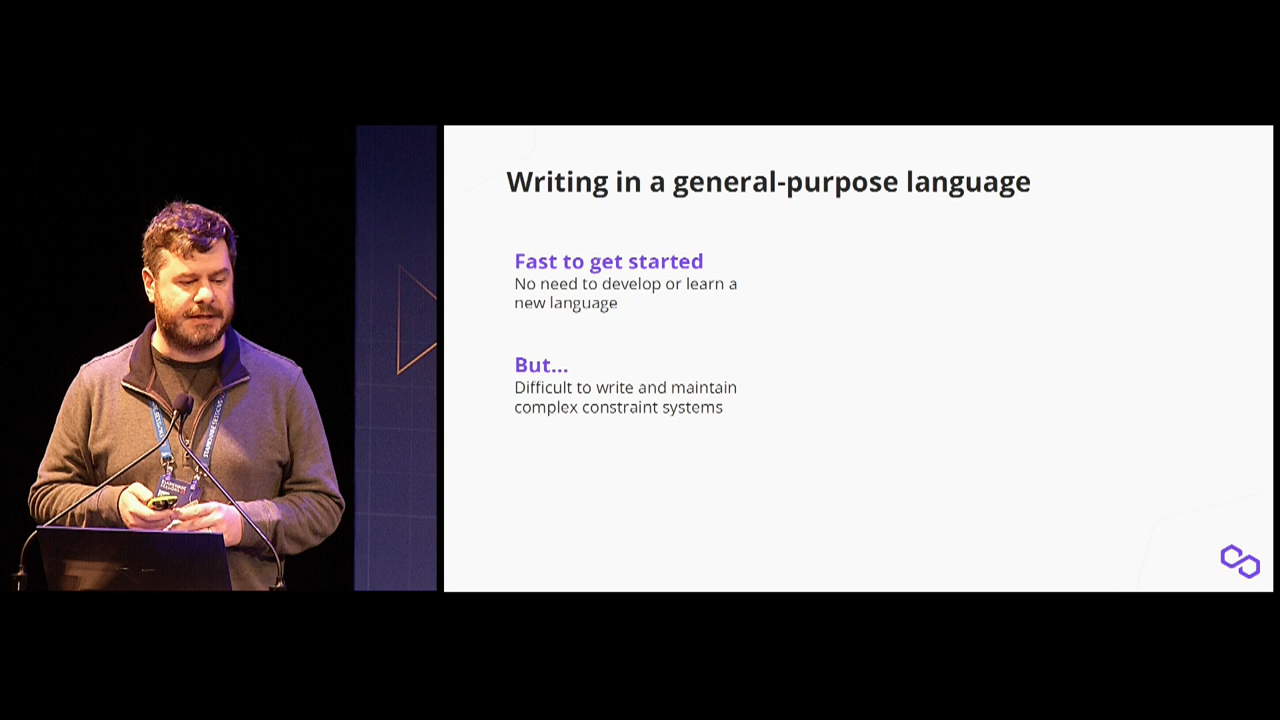 Writing in a general-purpose language
Fast to get started
No need to develop or learn a
new language
But...
Difficult to write and maintain
complex constraint systems